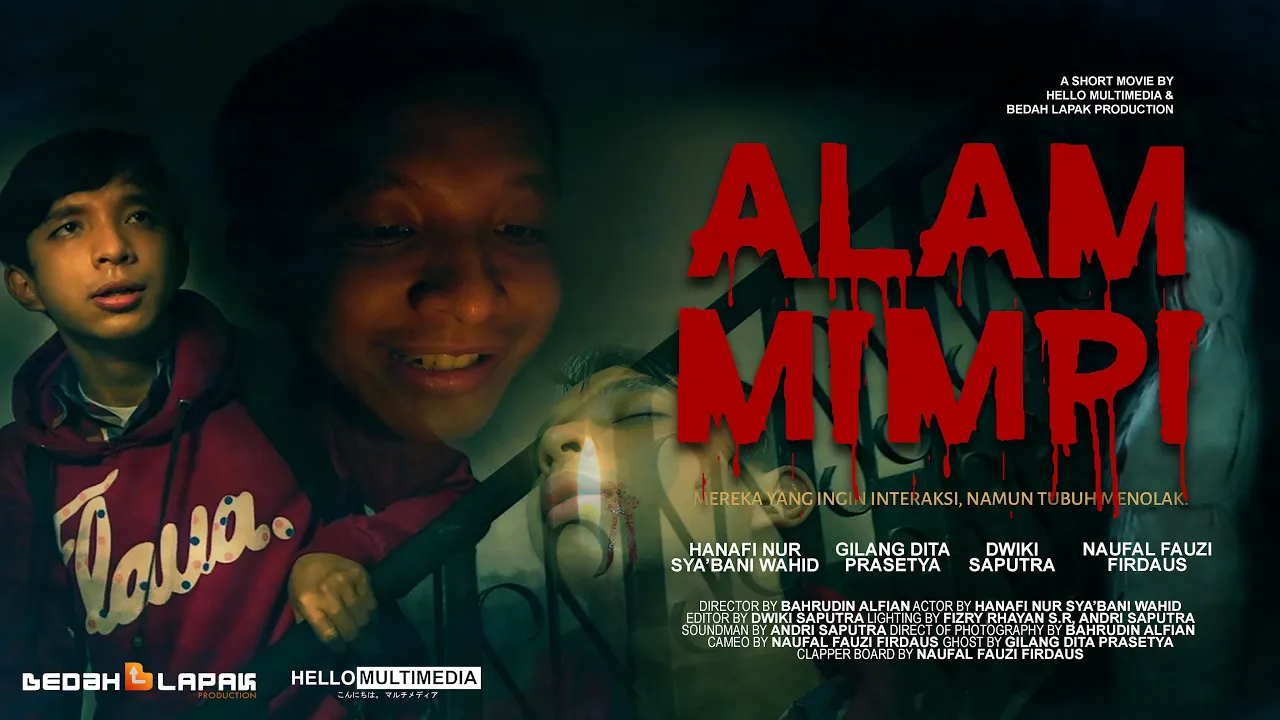 A SHORT MOVIE BY
HELLO MULTIMEDIA &
BEDAH LAPAK PRODUCTION
ALAM
MIMPI
MEREKA YANG INGIN INTERAKSI, NAMUN TUBUH MENOLAK.
HANAFI NUR SYA'BANI WAHID
GILANG DITA PRASETYA
DWIKI SAPUTRA
NAUFAL FAUZI FIRDAUS
DIRECTOR BY BAHRUDIN ALFIAN ACTOR BY HANAFI NUR SYA'BANI WAHID
EDITOR BY DWIKI SAPUTRA LIGHTING BY FIZRY RHAYAN S.R, ANDRI SAPUTRA
SOUNDMAN BY ANDRI SAPUTRA DIRECT OF PHOTOGRAPHY BY BAHRUDIN ALFIAN
CAMEO BY NAUFAL FAUZI FIRDAUS GHOST BY GILANG DITA PRASETYA
CLAPPER BOARD BY NAUFAL FAUZI FIRDAUS
Flava.
BEDAH LAPAK
PRODUCTION
HELLO MULTIMEDIA
こんにちは。マルチメディア